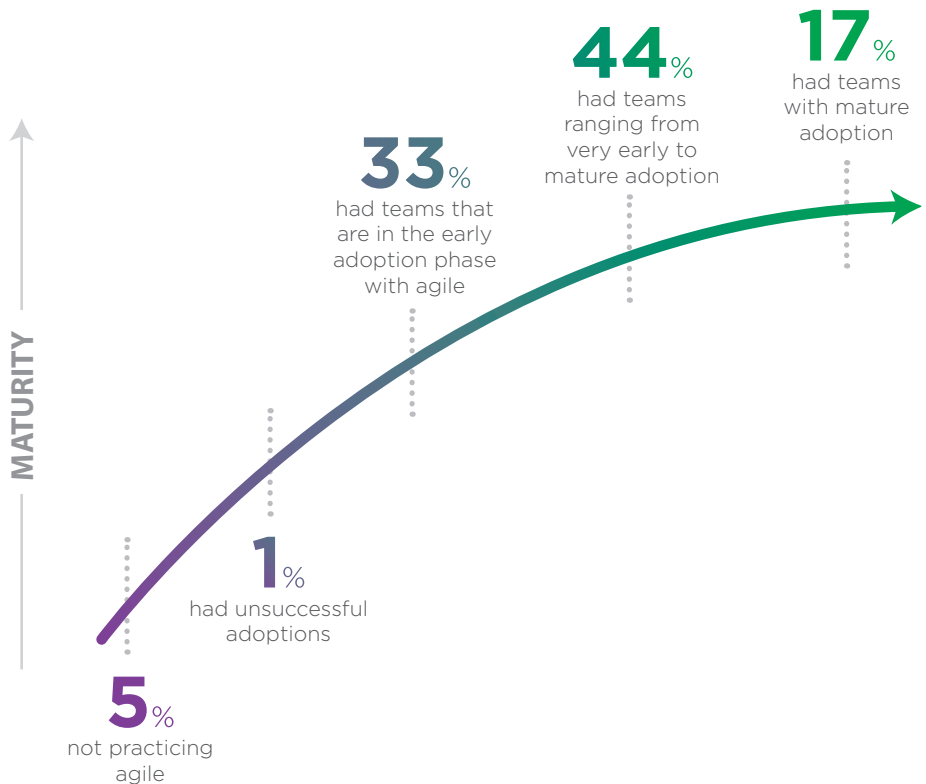 17%
had teams
with mature
adoption
44%
had teams
ranging from
very early to
mature adoption
33%
had teams that
are in the early
adoption phase
with agile
MATURITY
1%
had unsuccessful
adoptions
5%
not practicing
agile